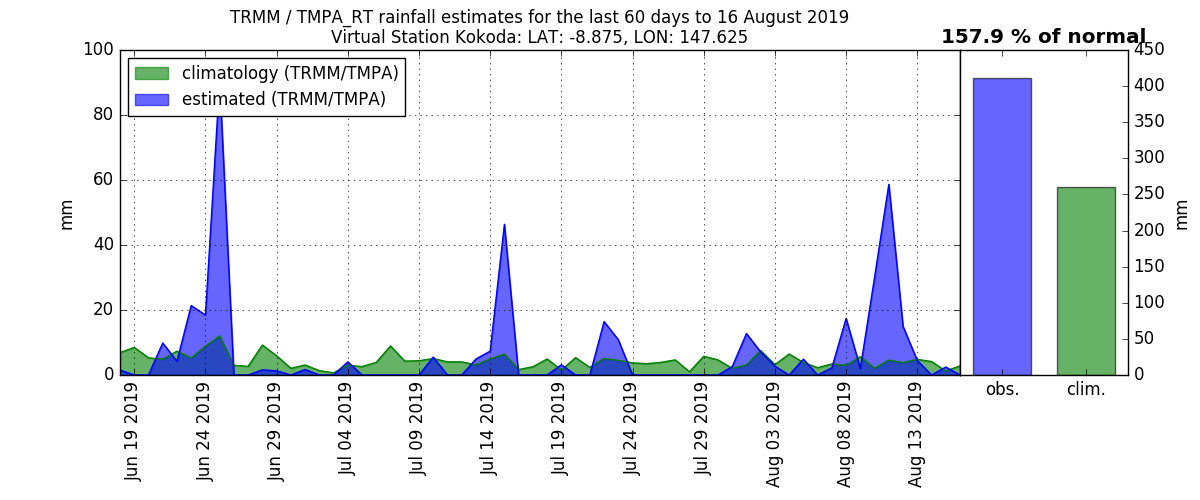 TRMM / TMPA_RT rainfall estimates for the last 60 days to 16 August 2019
Virtual Station Kokoda: LAT: -8.875, LON: 147.625
157.9 % of normal
climatology (TRMM/TMPA)
estimated (TRMM/TMPA)
mm
100
80
60
40
20
0
Jun 19 2019
Jun 24 2019
Jun 29 2019
Jul 04 2019
Jul 09 2019
Jul 14 2019
Jul 19 2019
Jul 24 2019
Jul 29 2019
Aug 03 2019
Aug 08 2019
Aug 13 2019
obs.
clim.
450
400
350
300
250
200
150
100
50
0
mm